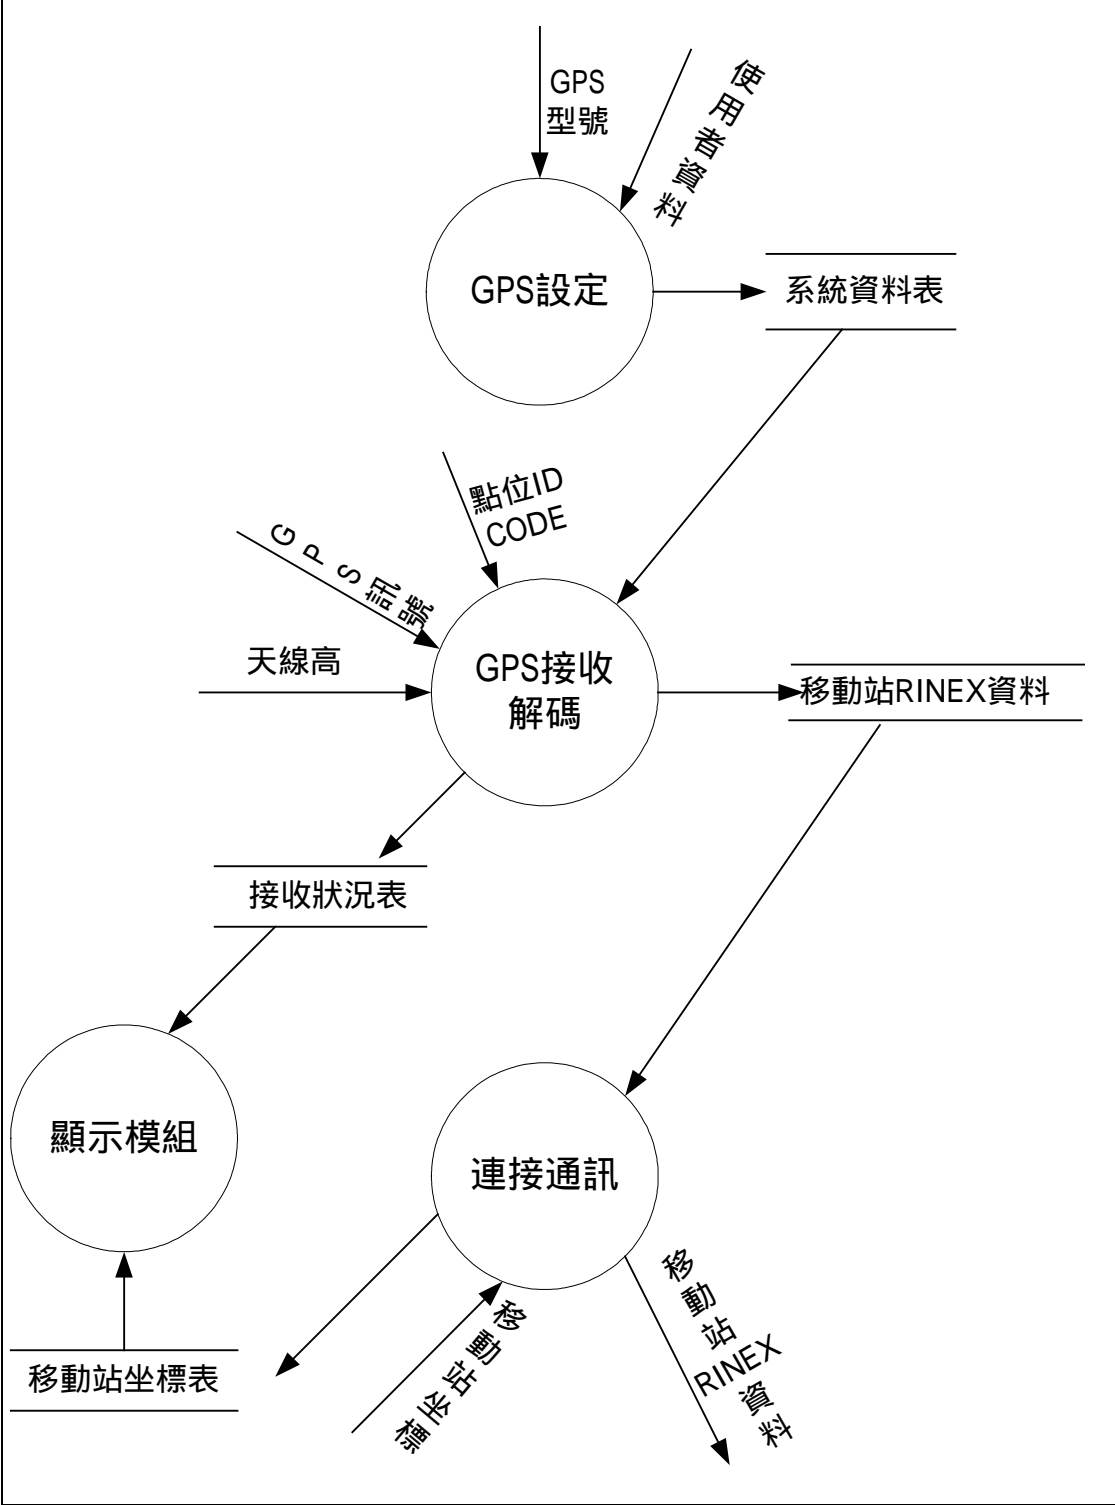 GPS
型號
使用者資料
GPS設定
系統資料表
點位ID
CODE
GPS訊號
天線高
GPS接收
解碼
移動站RINEX資料
接收狀況表
顯示模組
連接通訊
移動站坐標表
移動站坐標
移動站RINEX資料